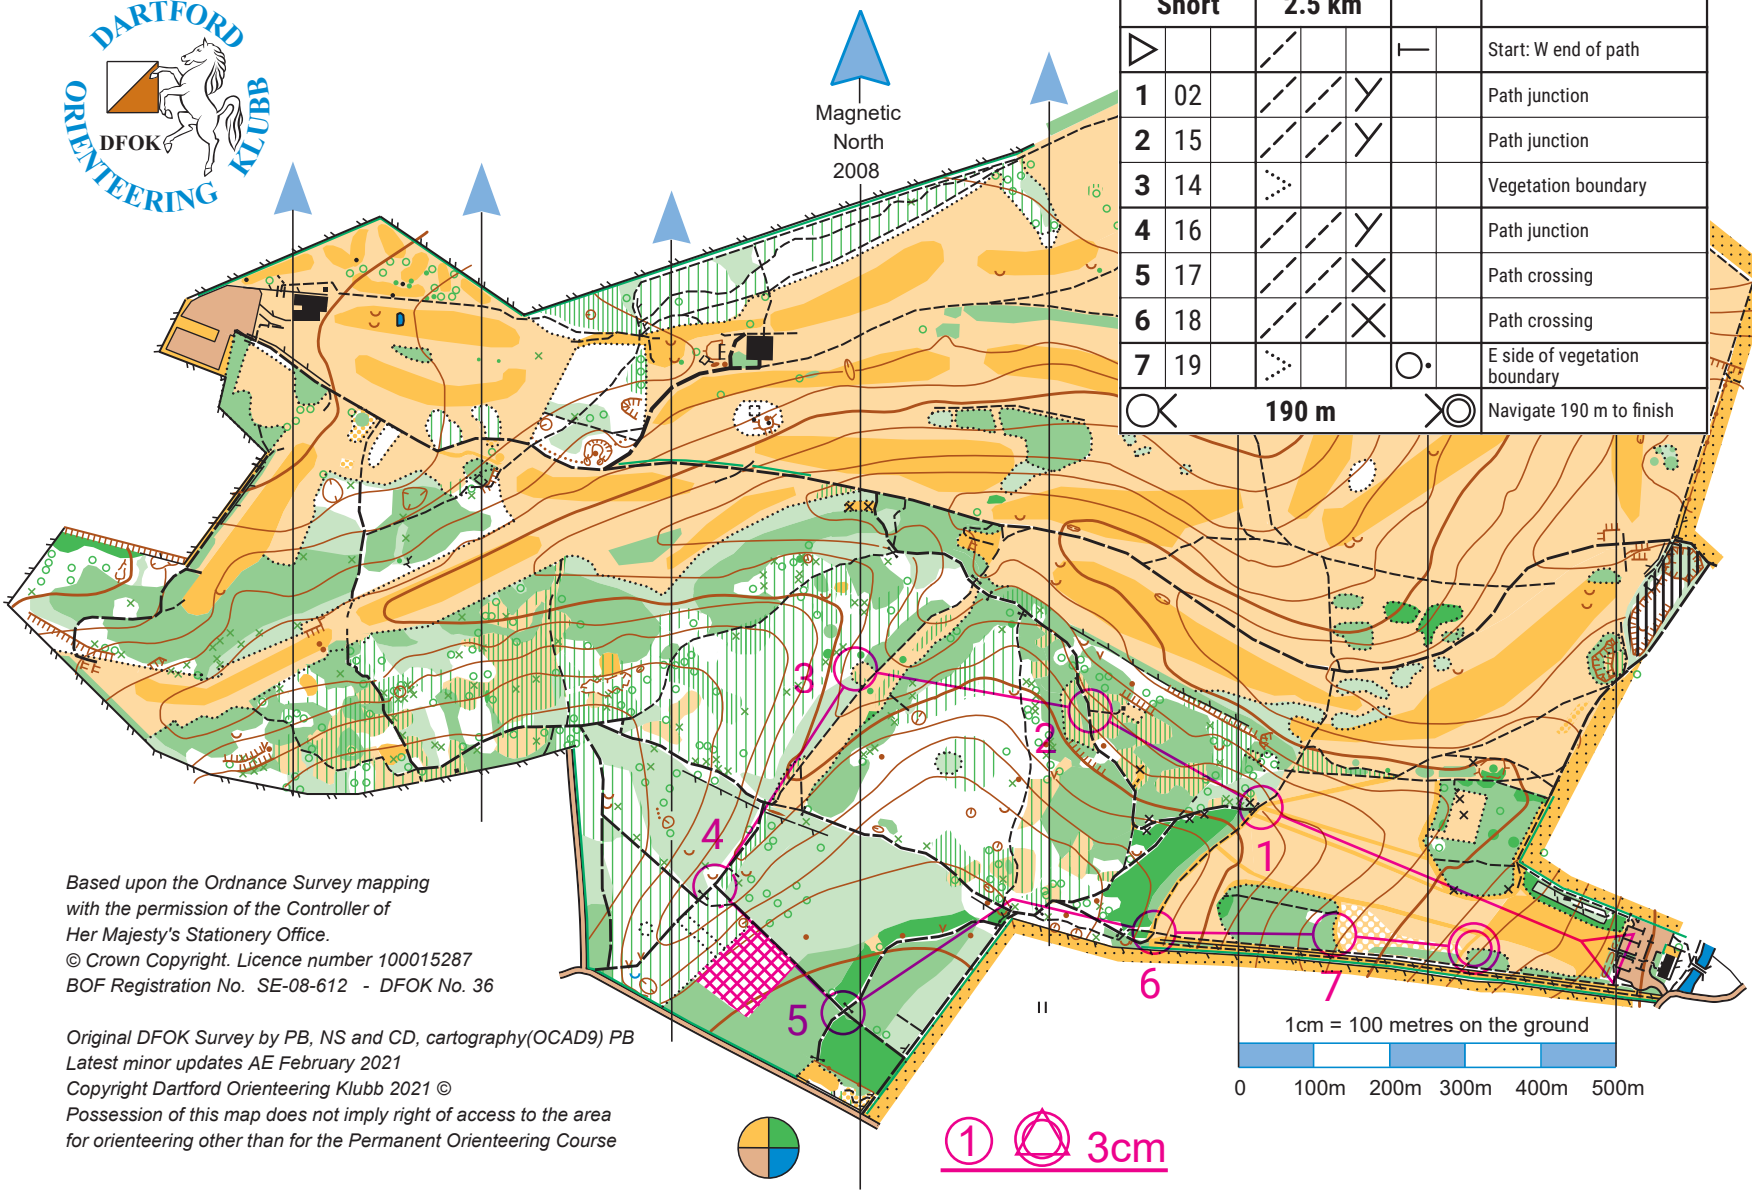 DARTFORD
ORIENTEERING
KLUBB
DFOK
Magnetic
North
2008
Short 2.5 km
Start: W end of path
1 02 Path junction
2 15 Path junction
3 14 Vegetation boundary
4 16 Path junction
5 17 Path crossing
6 18 Path crossing
7 19 E side of vegetation
boundary
190 m Navigate 190 m to finish
3
2
4
1
5
6
7
Based upon the Ordnance Survey mapping
with the permission of the Controller of
Her Majesty's Stationery Office.
© Crown Copyright. Licence number 100015287
BOF Registration No. SE-08-612 - DFOK No. 36
Original DFOK Survey by PB, NS and CD, cartography(OCAD9) PB
Latest minor updates AE February 2021
Copyright Dartford Orienteering Klubb 2021 ©
Possession of this map does not imply right of access to the area
for orienteering other than for the Permanent Orienteering Course
1cm = 100 metres on the ground
0 100m 200m 300m 400m 500m
1 3cm